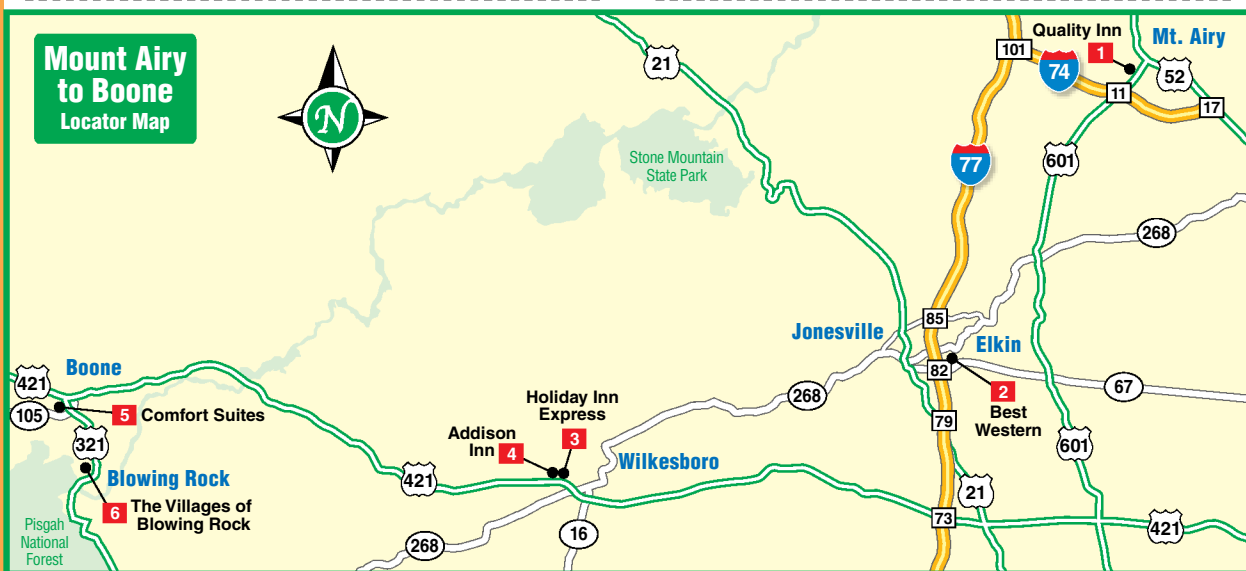 Mount Airy
to Boone
Locator Map
N
21
101
74
Quality Inn
1
Mt. Airy
52
11
17
Stone Mountain
State Park
77
601
268
85
Jonesville
Elkin
82
2
Best
Western
67
268
79
Boone
421
105
5 Comfort Suites
321
Blowing Rock
6 The Villages of
Blowing Rock
Pisgah
National
Forest
Holiday Inn
Express
3
Addison
Inn
4
421
Wilkesboro
268
16
601
21
73
421